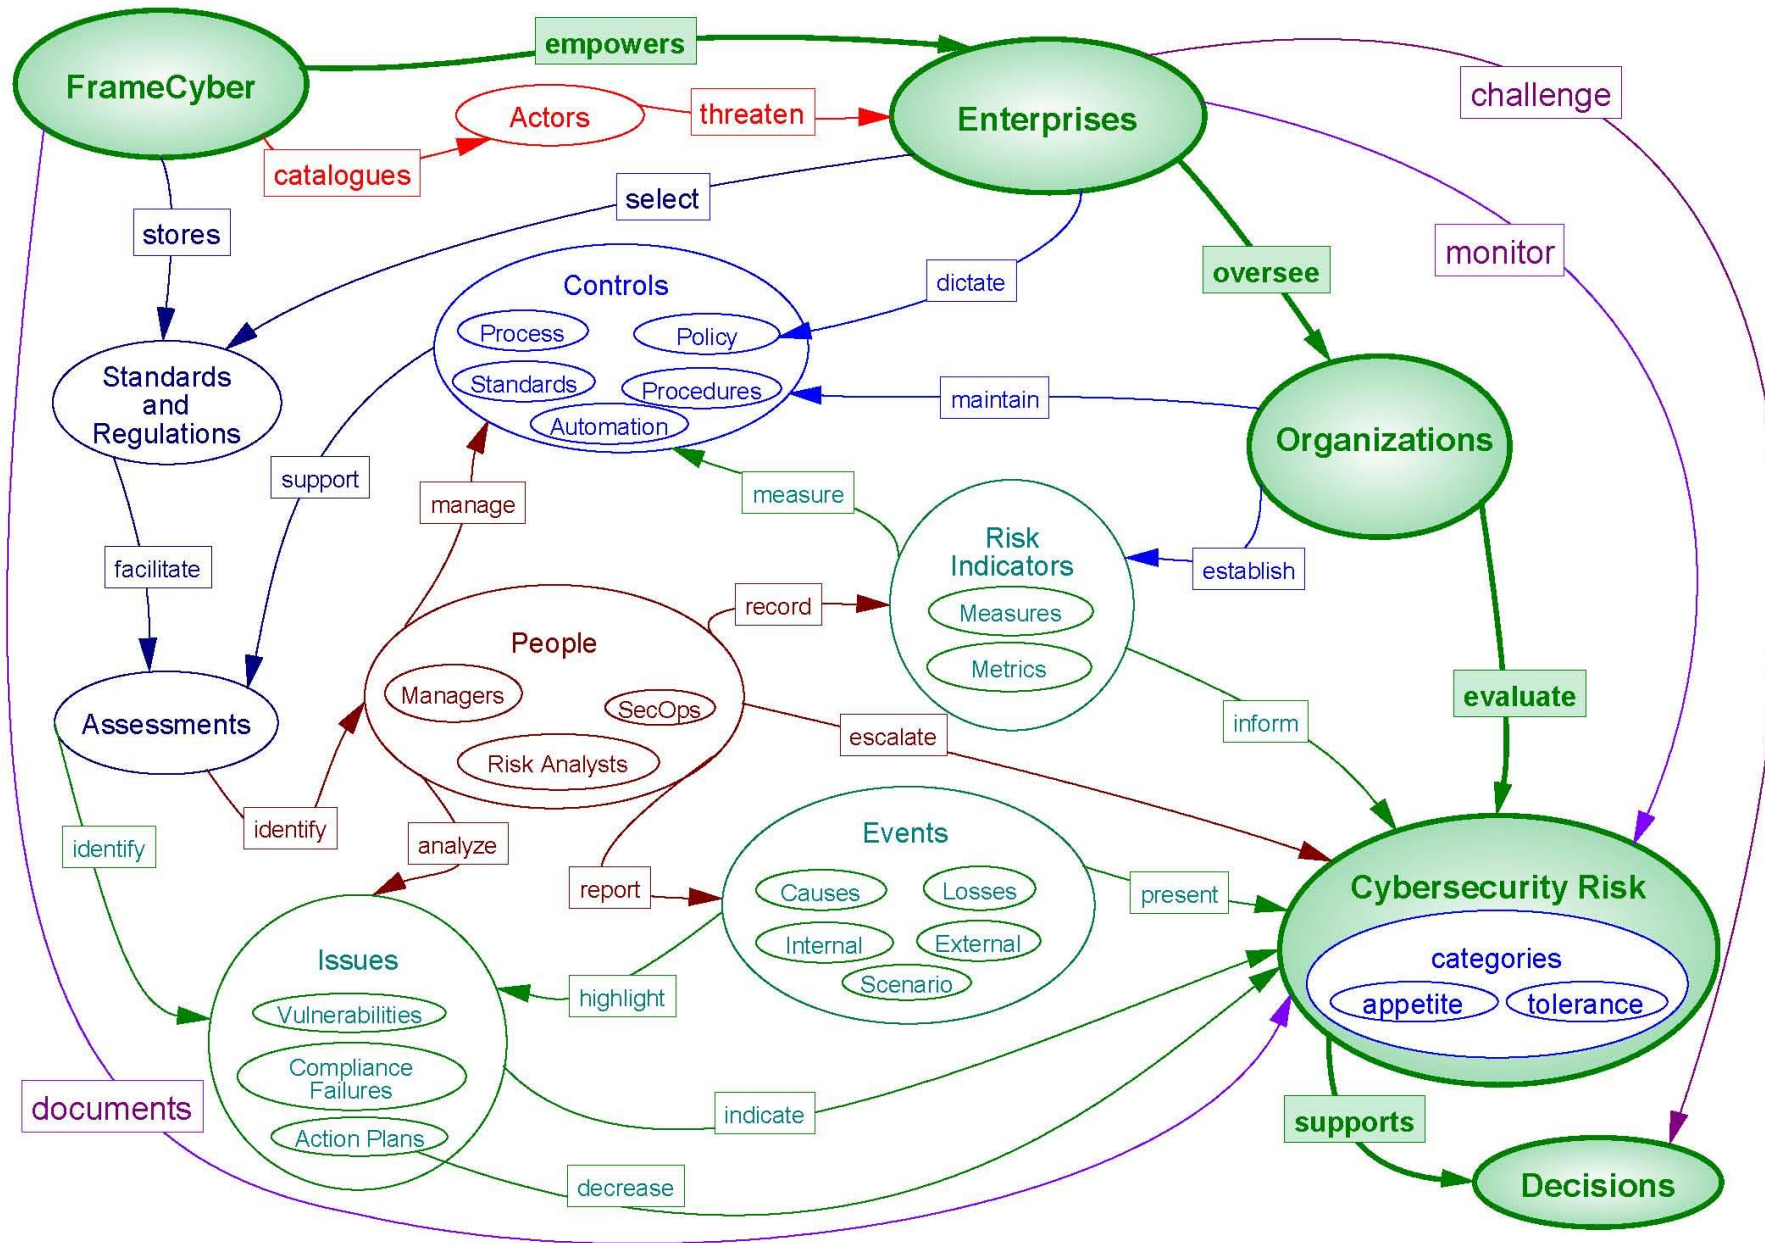 FrameCyber
empowers
Enterprises
challenge
Actors
threaten
catalogues
select
stores
monitor
oversee
dictate
Controls
Process
Policy
Standards
Procedures
Automation
maintain
Standards
and
Regulations
Organizations
support
manage
measure
facilitate
Risk
Indicators
Measures
Metrics
establish
record
People
Managers
SecOps
Risk Analysts
evaluate
Assessments
escalate
inform
identify
identify
analyze
report
Events
Causes
Losses
Internal
External
Scenario
present
Cybersecurity Risk
categories
appetite
tolerance
Issues
Vulnerabilities
Compliance
Failures
Action Plans
highlight
documents
indicate
supports
decrease
Decisions